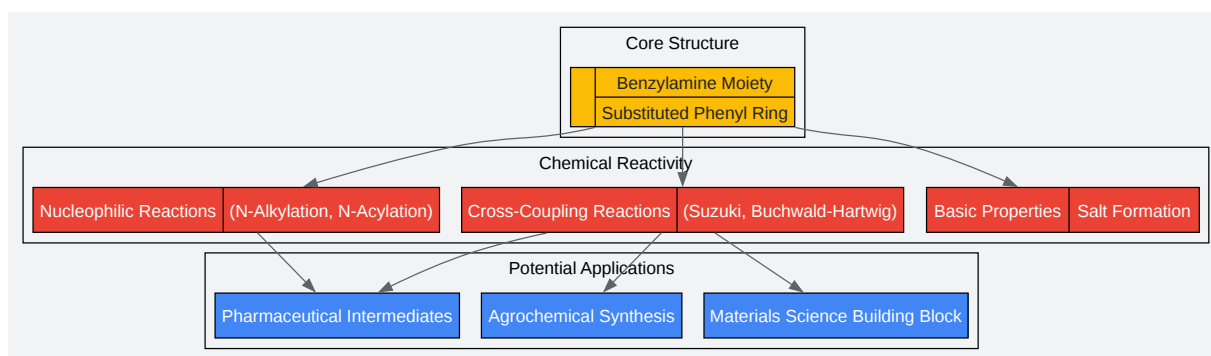 Core Structure
Benzylamine Moiety
Substituted Phenyl Ring
Chemical Reactivity
Nucleophilic Reactions (N-Alkylation, N-Acylation) Cross-Coupling Reactions (Suzuki, Buchwald-Hartwig) Basic Properties Salt Formation
Potential Applications
Pharmaceutical Intermediates Agrochemical Synthesis Materials Science Building Block